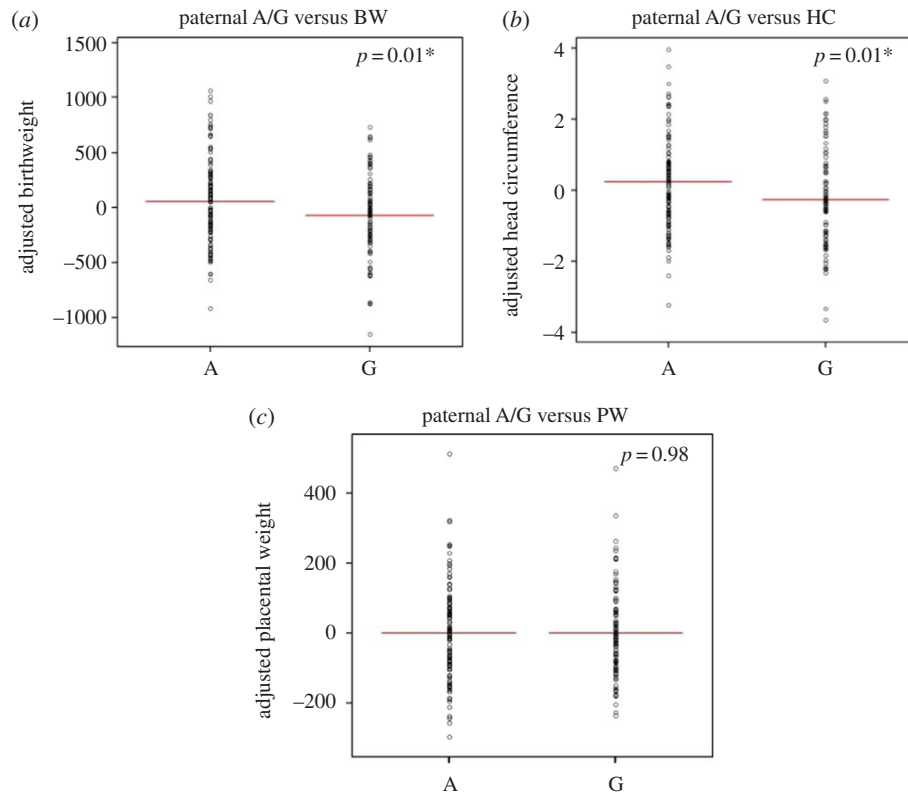 (a) paternal A/G versus BW
p = 0.01*
adjusted birthweight
1500
1000
500
0
−500
−1000
A G
(b) paternal A/G versus HC
p = 0.01*
adjusted head circumference
4
2
0
−2
−4
A G
(c) paternal A/G versus PW
p = 0.98
adjusted placental weight
400
200
0
−200
A G